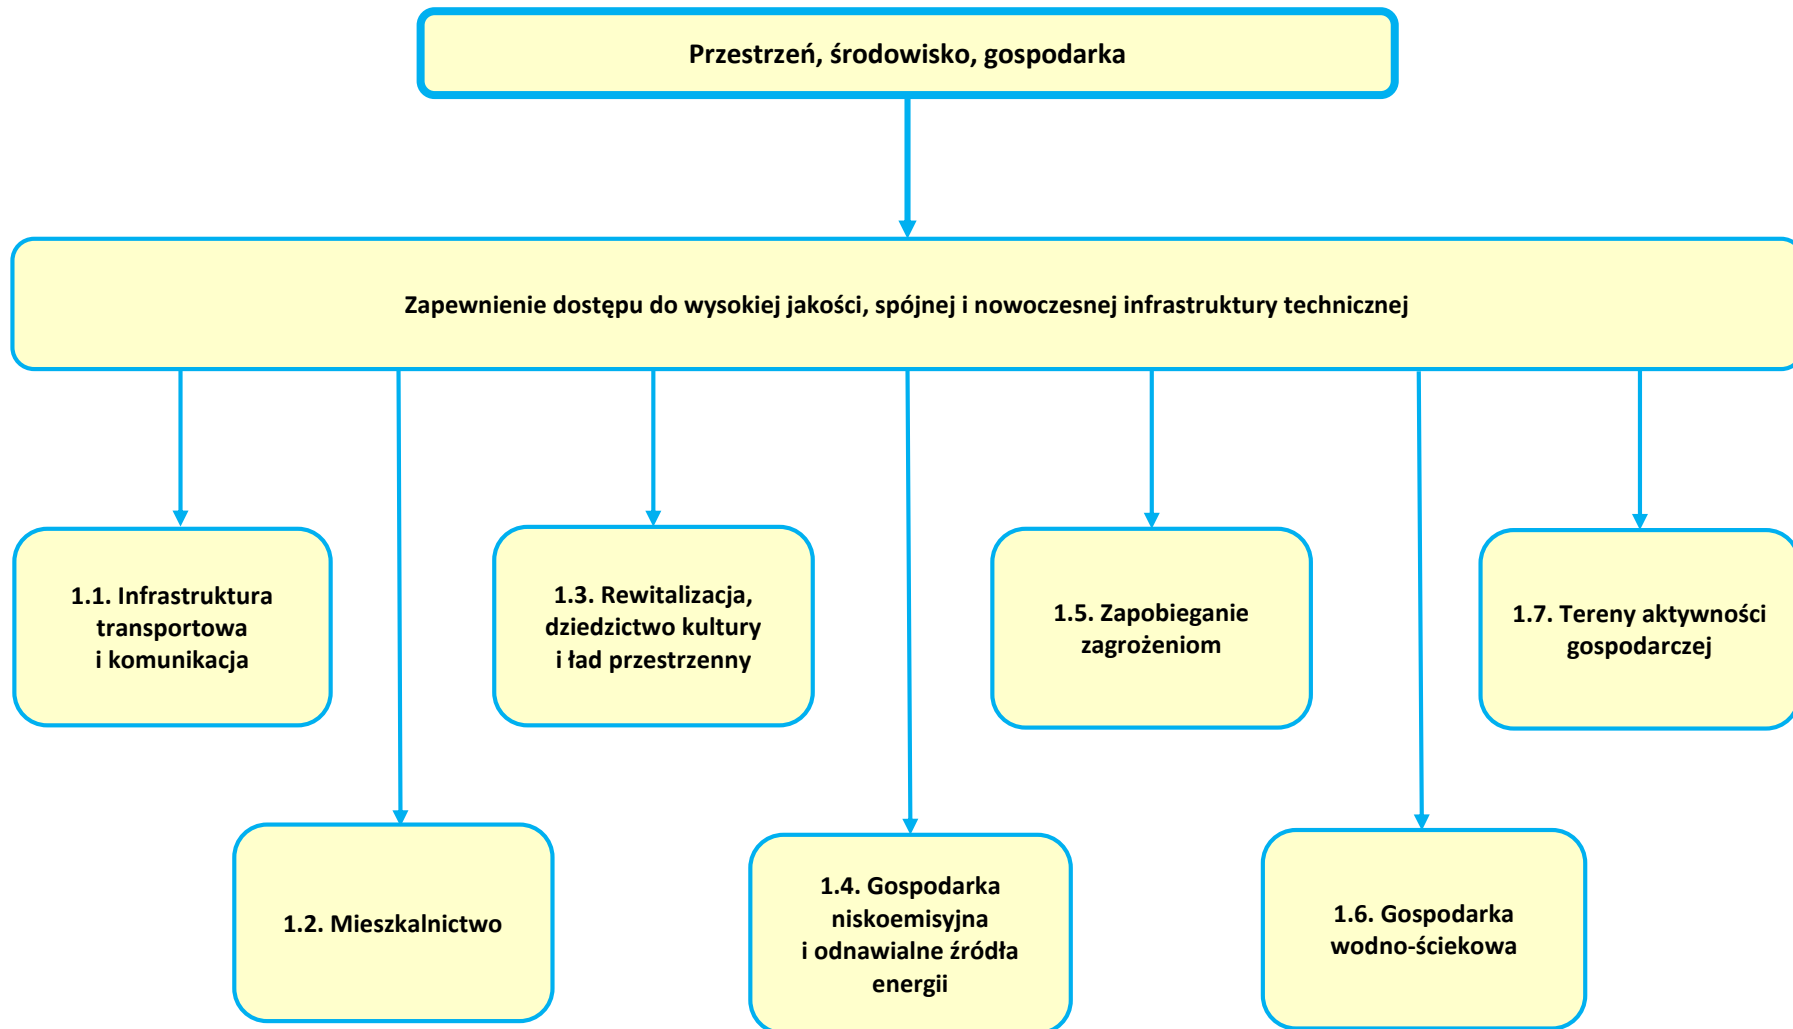 Przestrzeń, środowisko, gospodarka
Zapewnienie dostępu do wysokiej jakości, spójnej i nowoczesnej infrastruktury technicznej
1.1. Infrastruktura
transportowa
i komunikacja
1.3. Rewitalizacja,
dziedzictwo kultury
i ład przestrzenny
1.5. Zapobieganie
zagrożeniom
1.7. Tereny aktywności
gospodarczej
1.2. Mieszkalnictwo
1.4. Gospodarka
niskoemisyjna
i odnawialne źródła
energii
1.6. Gospodarka
wodno-ściekowa